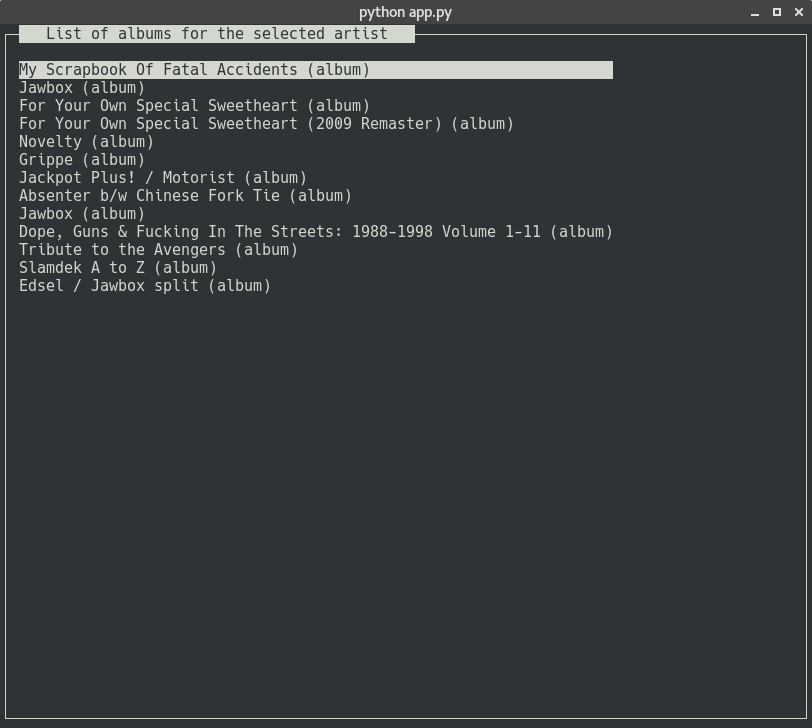 python app.py
List of albums for the selected artist
My Scrapbook Of Fatal Accidents (album)
Jawbox (album)
For Your Own Special Sweetheart (album)
For Your Own Special Sweetheart (2009 Remaster) (album)
Novelty (album)
Grippe (album)
Jackpot Plus! / Motorist (album)
Absenter b/w Chinese Fork Tie (album)
Jawbox (album)
Dope, Guns & Fucking In The Streets: 1988-1998 Volume 1-11 (album)
Tribute to the Avengers (album)
Slamdek A to Z (album)
Edsel / Jawbox split (album)